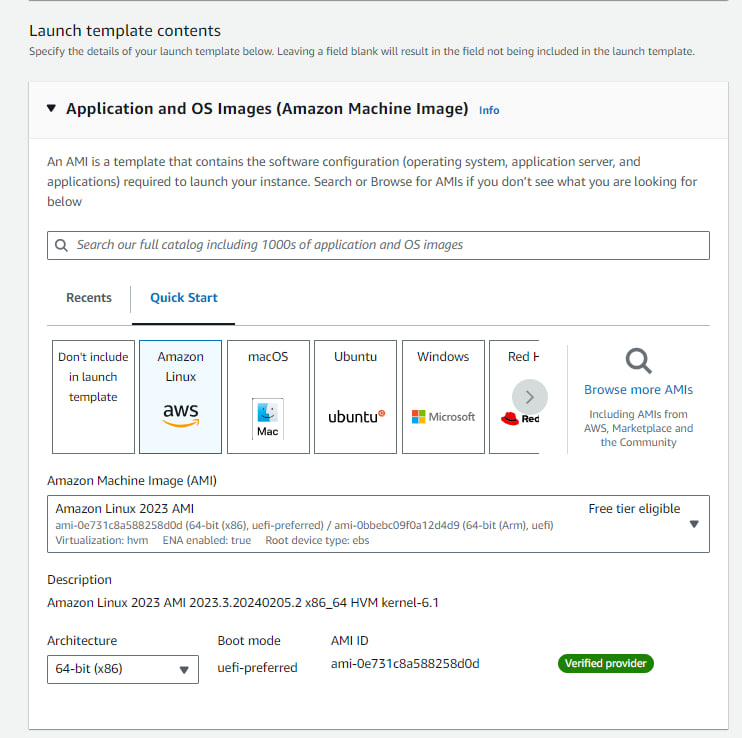 Launch template contents
Specify the details of your launch template below. Leaving a field blank will result in the field not being included in the launch template.
Application and OS Images (Amazon Machine Image) Info
An AMI is a template that contains the software configuration (operating system, application server, and
applications) required to launch your instance. Search or Browse for AMIs if you don't see what you are looking for
below
Search our full catalog including 1000s of application and OS images
Recents
Quick Start
Don't include
in launch
template
Amazon
Linux
aws
macOS
Mac
Ubuntu
ubuntu
Windows
Microsoft
Red H
Red
Browse more AMIs
Including AMIs from
AWS, Marketplace and
the Community
Amazon Machine Image (AMI)
Amazon Linux 2023 AMI
Free tier eligible
ami-0e731c8a588258d0d (64-bit (x86), uefi-preferred) / ami-0bbebc09f0a12d4d9 (64-bit (Arm), uefi)
Virtualization: hvm ENA enabled: true Root device type: ebs
Description
Amazon Linux 2023 AMI 2023.3.20240205.2 x86_64 HVM kernel-6.1
Architecture
64-bit (x86)
Boot mode
uefi-preferred
AMI ID
ami-0e731c8a588258d0d
Verified provider